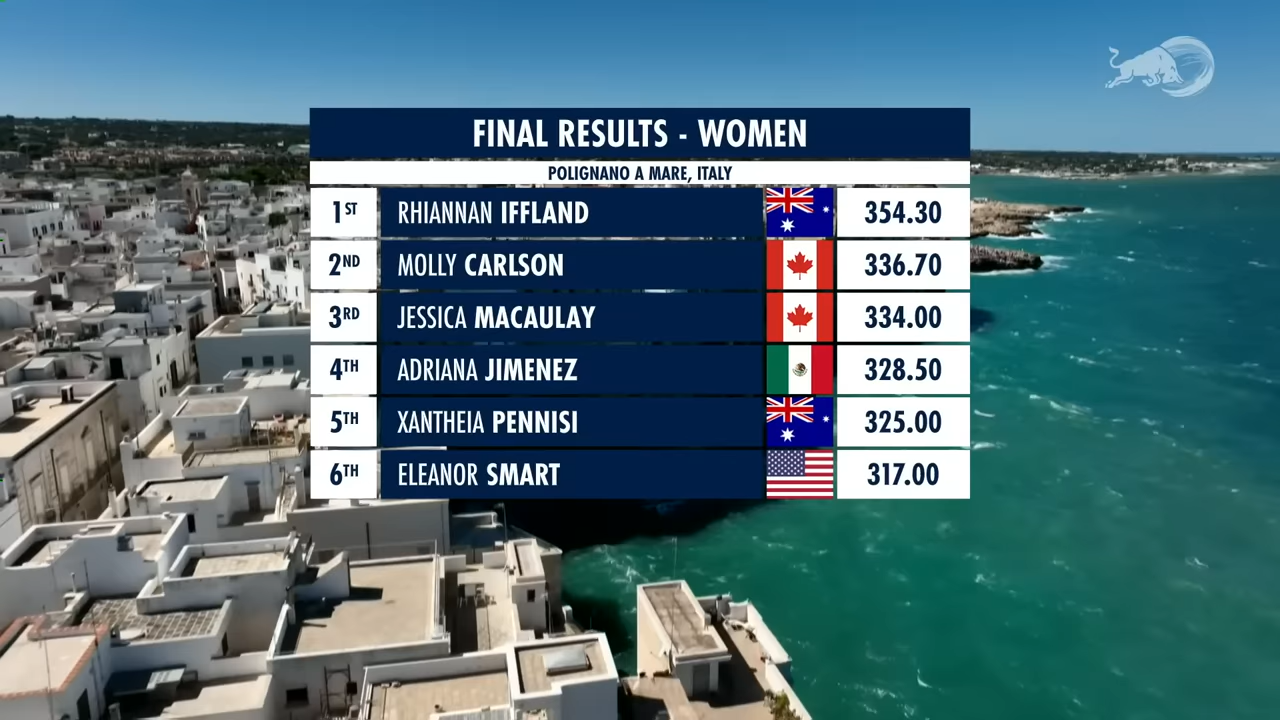 FINAL RESULTS - WOMEN
POLIGNANO A MARE, ITALY
1ST RHIANNAN IFFLAND 354.30
2ND MOLLY CARLSON 336.70
3RD JESSICA MACAULAY 334.00
4TH ADRIANA JIMENEZ 328.50
5TH XANTHEIA PENNISI 325.00
6TH ELEANOR SMART 317.00